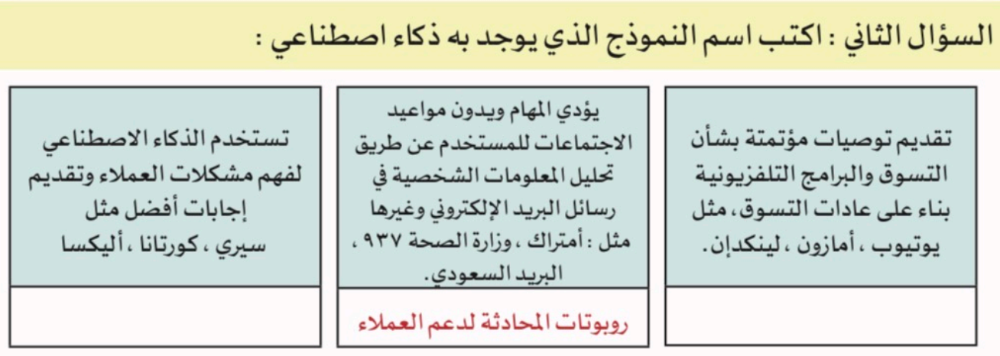 السؤال الثاني : اكتب اسم النموذج الذي يوجد به ذكاء اصطناعي :
تقديم توصيات مؤتمتة بشأن
التسوق والبرامج التلفزيونية
بناء على عادات التسوق، مثل
يوتيوب ، أمازون ، لينكدإن.
يؤدي المهام ويدون مواعيد
الاجتماعات للمستخدم عن طريق
تحليل المعلومات الشخصية في
رسائل البريد الإلكتروني وغيرها
مثل : أمتراك ، وزارة الصحة ٩٣٧ ،
البريد السعودي.
روبوتات المحادثة لدعم العملاء
تستخدم الذكاء الاصطناعي
لفهم مشكلات العملاء وتقديم
إجابات أفضل مثل
سيري ، كورتانا ، أليكسا